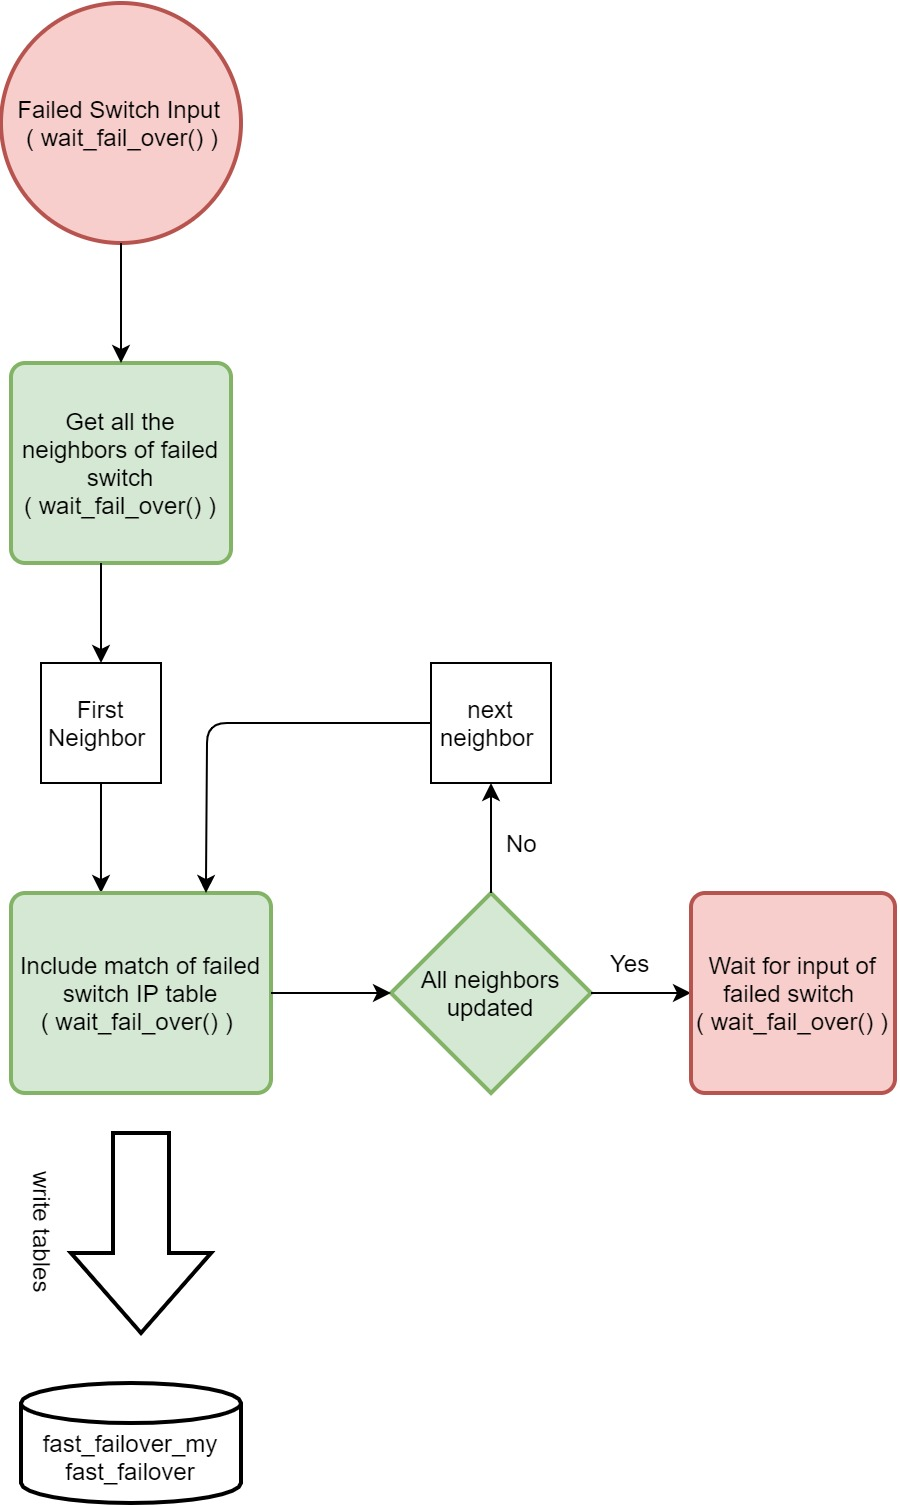 Failed Switch Input
( wait_fail_over() )
Get all the
neighbors of failed
switch
( wait_fail_over() )
First
Neighbor
next
neighbor
No
Include match of failed
switch IP table
( wait_fail_over() )
All neighbors
updated
Yes
Wait for input of
failed switch
( wait_fail_over() )
write tables
fast_failover_my
fast_failover